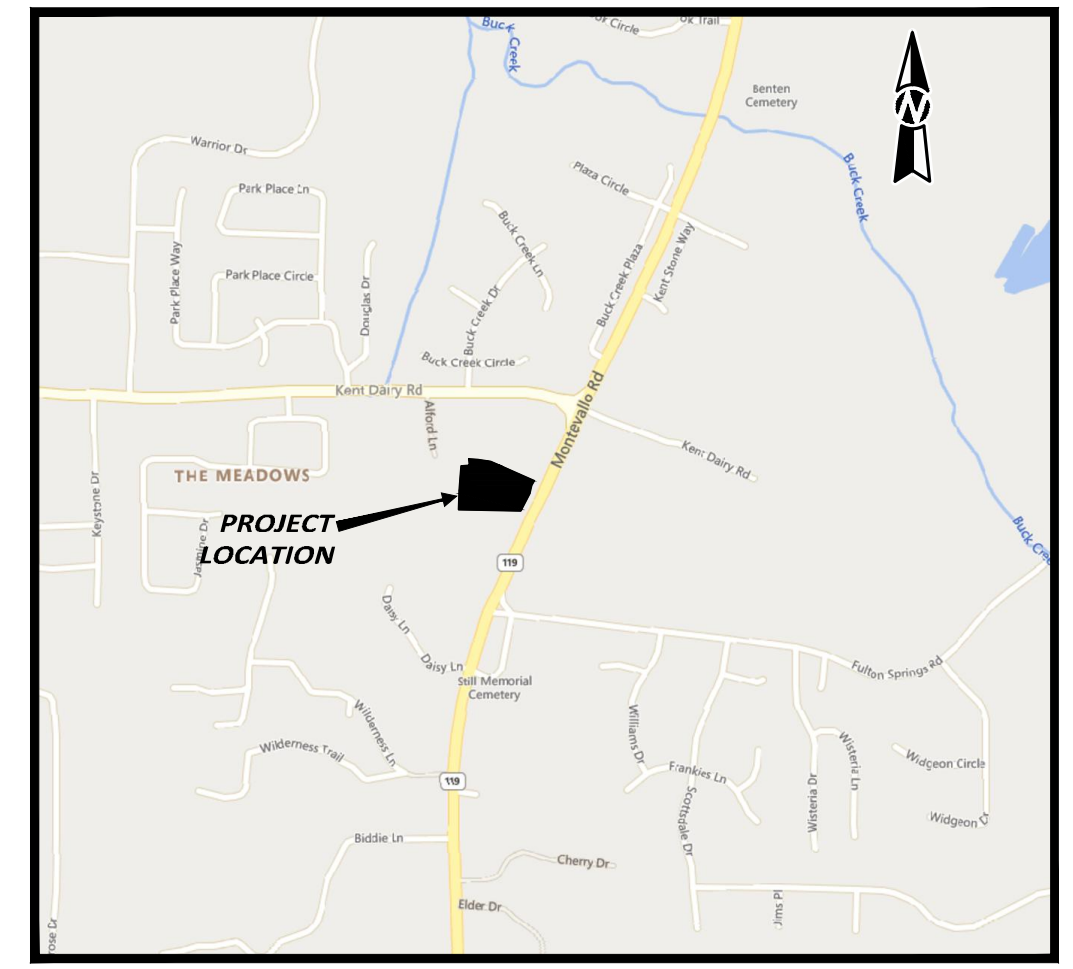 Buck
Creek
Circle
Trail
Benten
Cemetery
N
Warrior Dr
Park Place Ln
Plaza Circle
Buck Creek
Park Place Way
Park Place Circle
Douglas Dr
Buck Creek Ln
Buck Creek Dr
Buck Creek Plaza
Kent Stone Way
Buck Creek Circle
Kent Dairy Rd
Alford Ln
Montevallo Rd
Kent Dairy Rd
THE MEADOWS
Keystone Dr
PROJECT
LOCATION
Jasmine Dr
119
Buck
Daisy Ln
Daisy Ln
Still Memorial
Cemetery
Fulton Springs Rd
Wilderness Ln
Wilderness Trail
Williams Dr
Frankies Ln
Scottsdale Dr
Wisteria Dr
Wisteria Ln
Widgeon Circle
Widgeon Dr
119
Biddie Ln
Cherry Dr
Elder Dr
Jims Pl